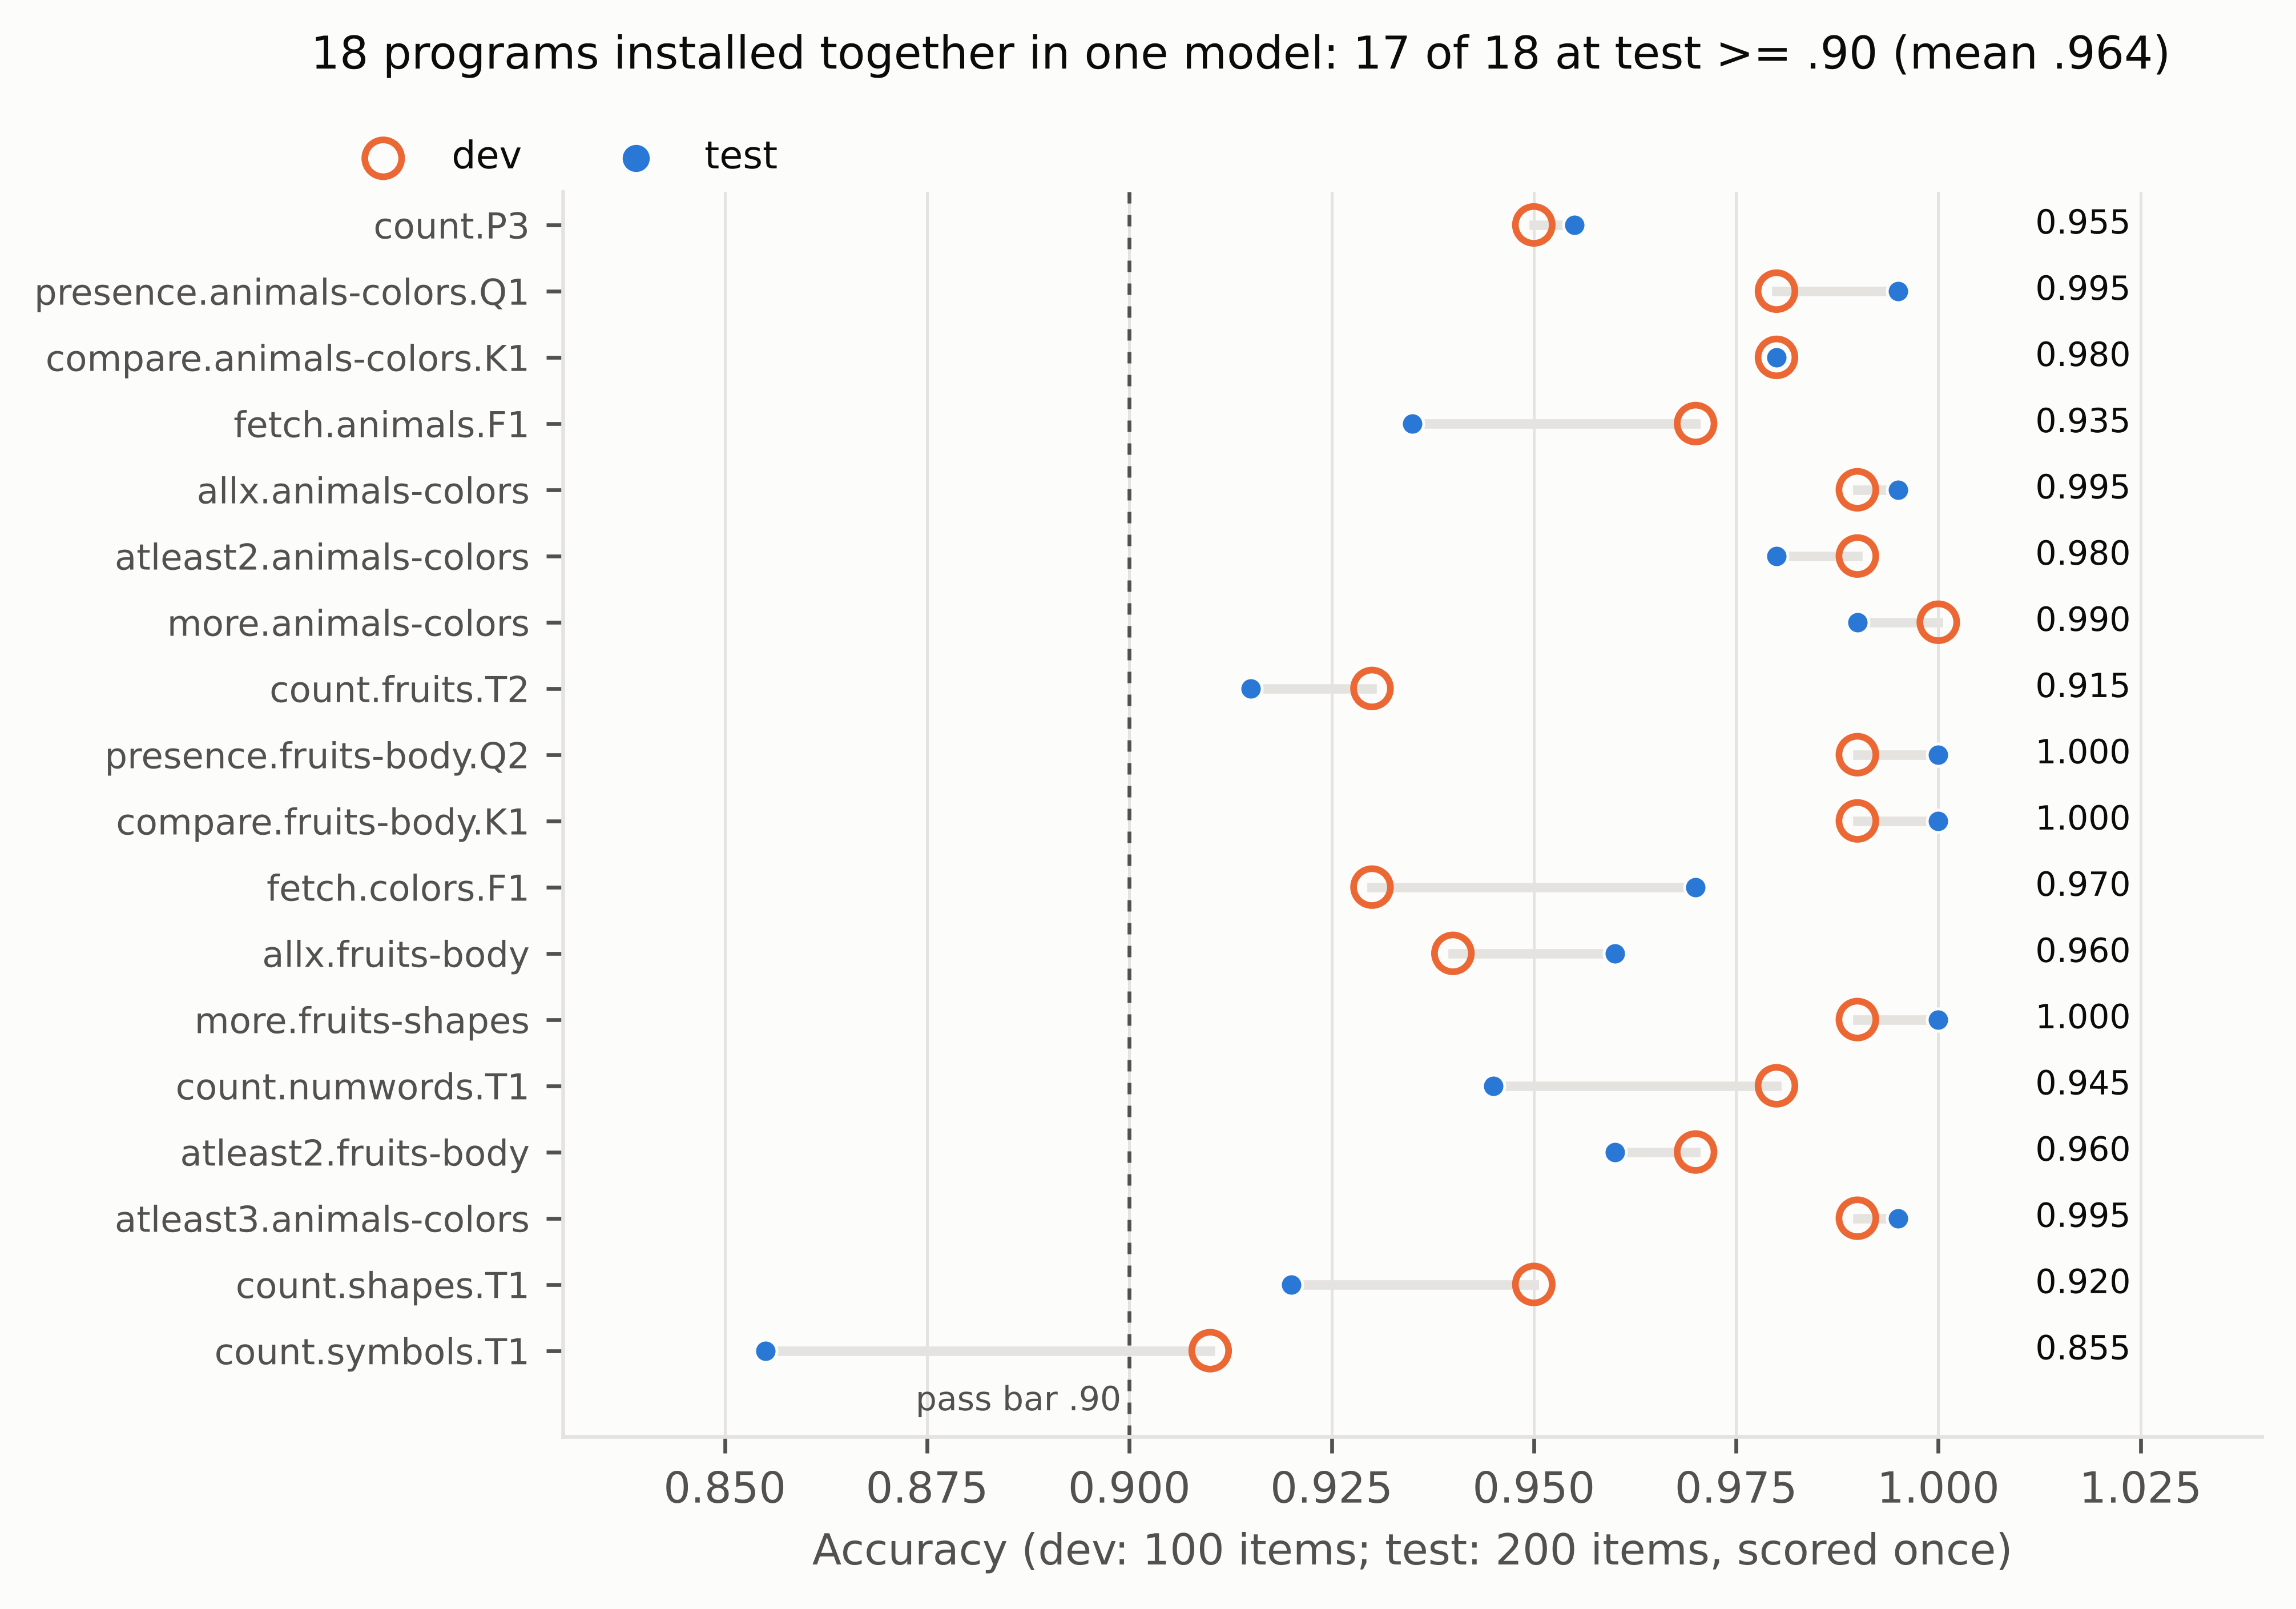 18 programs installed together in one model: 17 of 18 at test >= .90 (mean .964)
dev test
count.P3 0.955
presence.animals-colors.Q1 0.995
compare.animals-colors.K1 0.980
fetch.animals.F1 0.935
allx.animals-colors 0.995
atleast2.animals-colors 0.980
more.animals-colors 0.990
count.fruits.T2 0.915
presence.fruits-body.Q2 1.000
compare.fruits-body.K1 1.000
fetch.colors.F1 0.970
allx.fruits-body 0.960
more.fruits-shapes 1.000
count.numwords.T1 0.945
atleast2.fruits-body 0.960
atleast3.animals-colors 0.995
count.shapes.T1 0.920
count.symbols.T1 0.855
pass bar .90
0.850 0.875 0.900 0.925 0.950 0.975 1.000 1.025
Accuracy (dev: 100 items; test: 200 items, scored once)